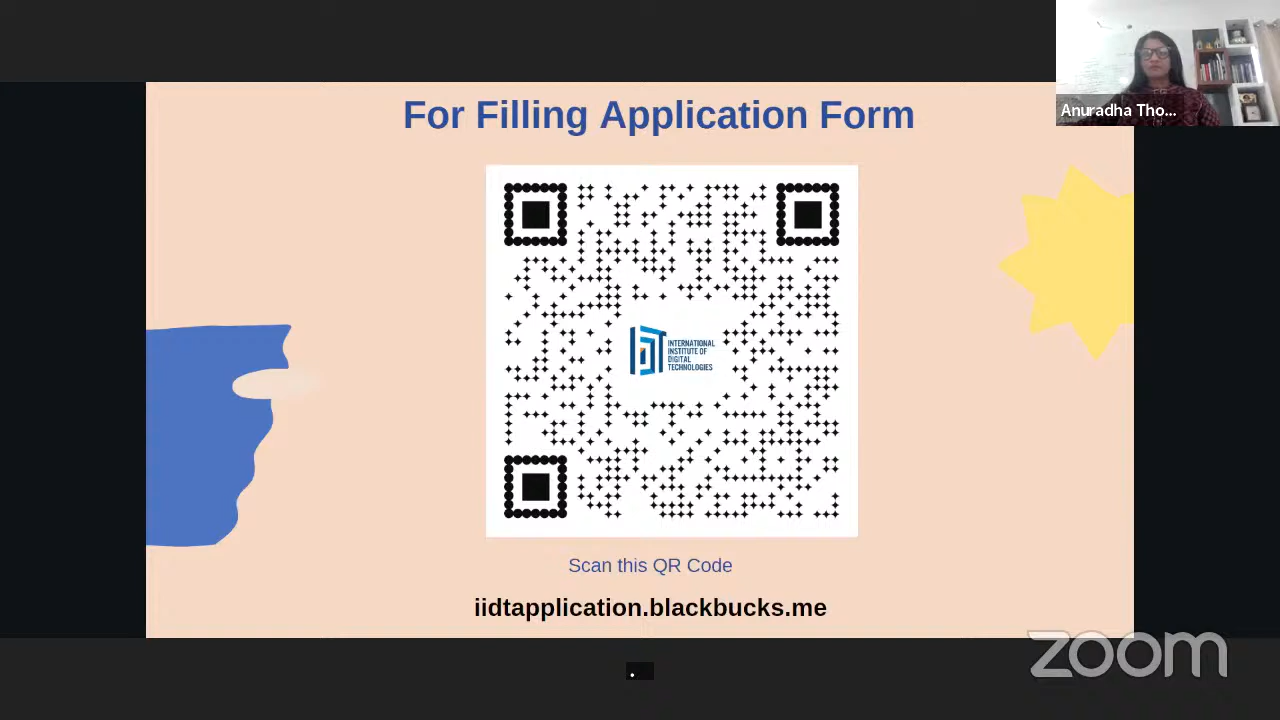 For Filling Application Form
Anuradha Tho...
INTERNATIONAL
INSTITUTE OF
DIGITAL
TECHNOLOGIES
Scan this QR Code
iidtapplication.blackbucks.me
zoom